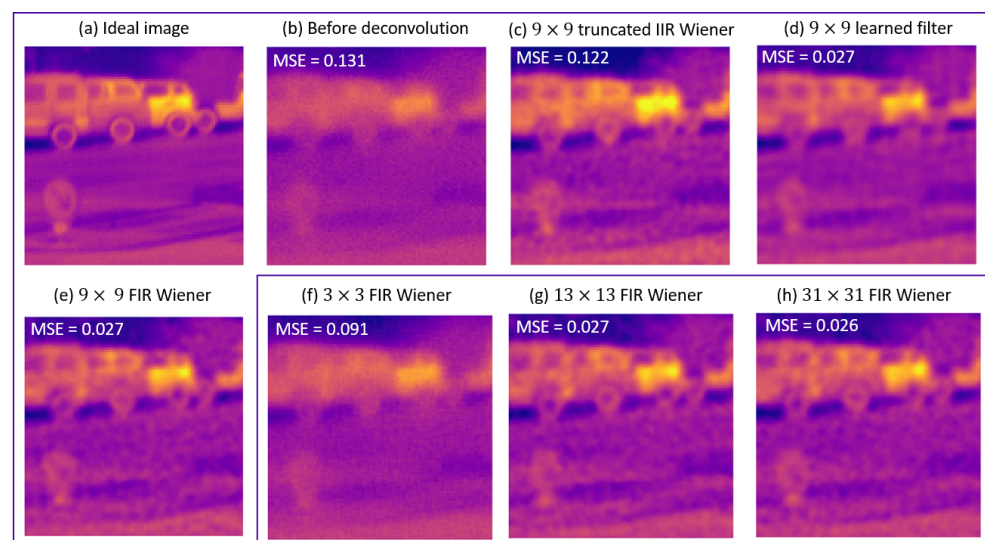 (a) Ideal image
(b) Before deconvolution
(c) 9 × 9 truncated IIR Wiener
(d) 9 × 9 learned filter
MSE = 0.131
MSE = 0.122
MSE = 0.027
(e) 9 × 9 FIR Wiener
(f) 3 × 3 FIR Wiener
(g) 13 × 13 FIR Wiener
(h) 31 × 31 FIR Wiener
MSE = 0.027
MSE = 0.091
MSE = 0.027
MSE = 0.026